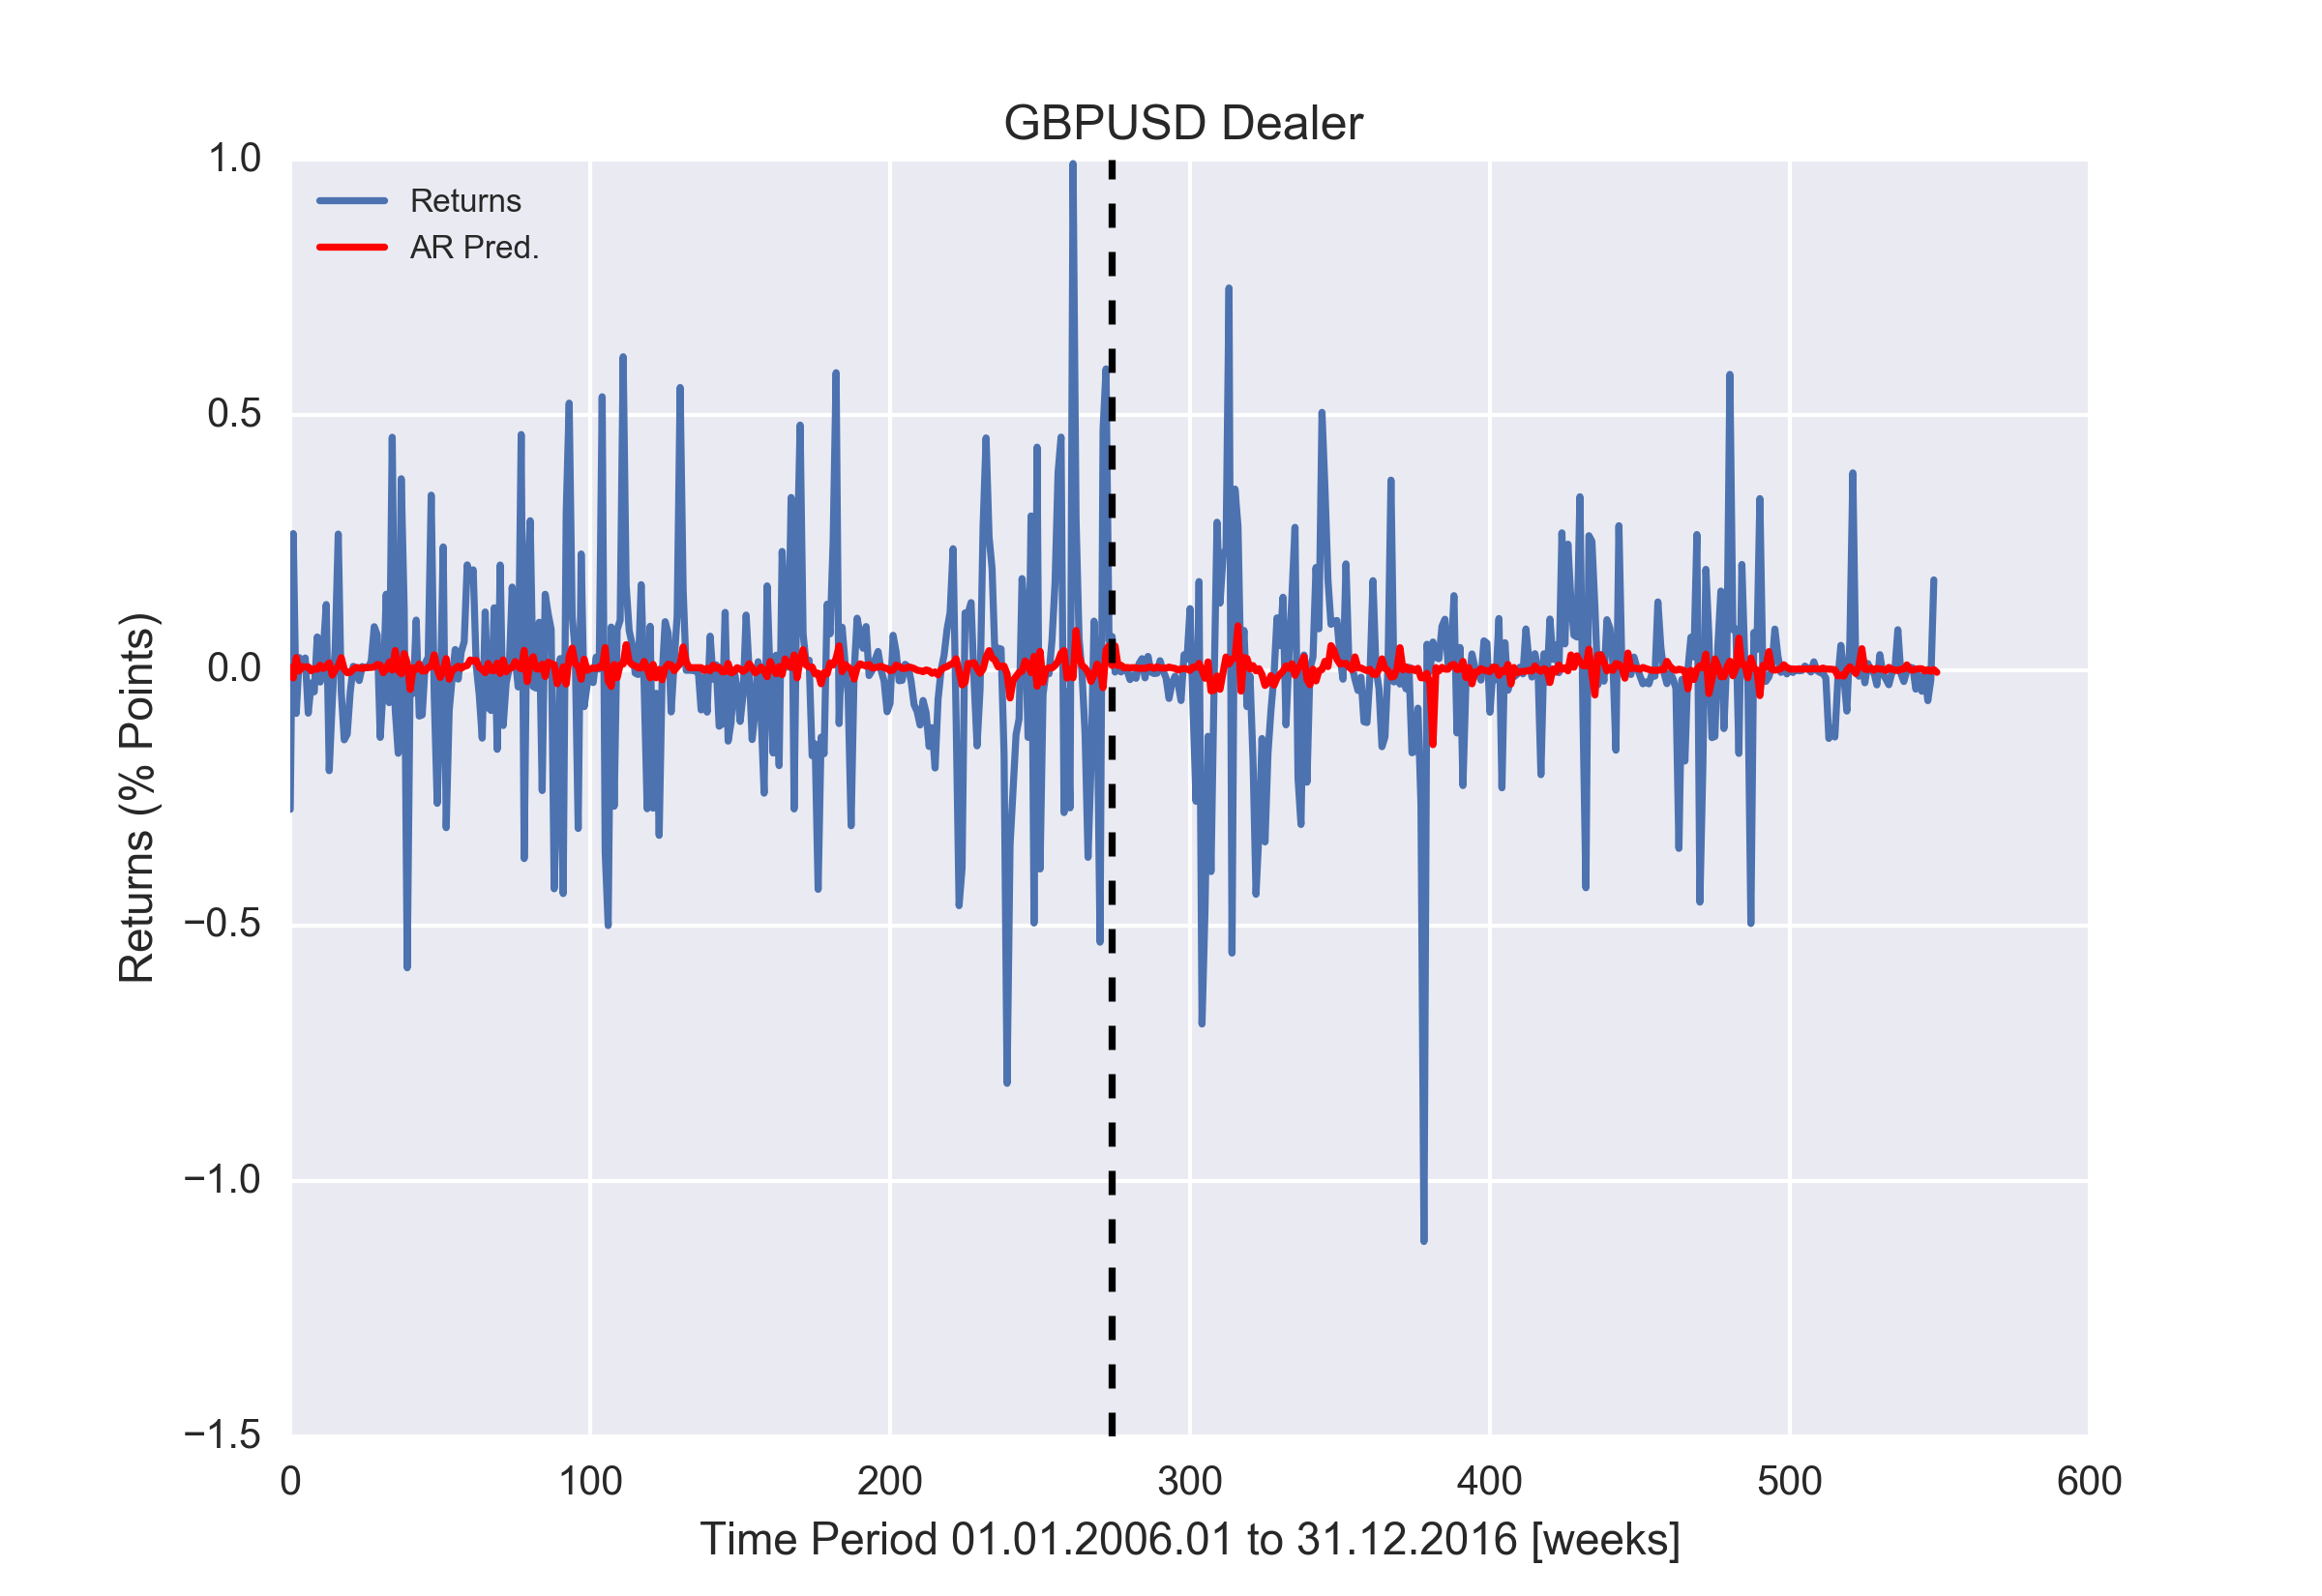 GBPUSD Dealer
1.0
Returns
AR Pred.
0.5
0.0
−0.5
−1.0
−1.5
Returns (% Points)
0 100 200 300 400 500 600
Time Period 01.01.2006.01 to 31.12.2016 [weeks]